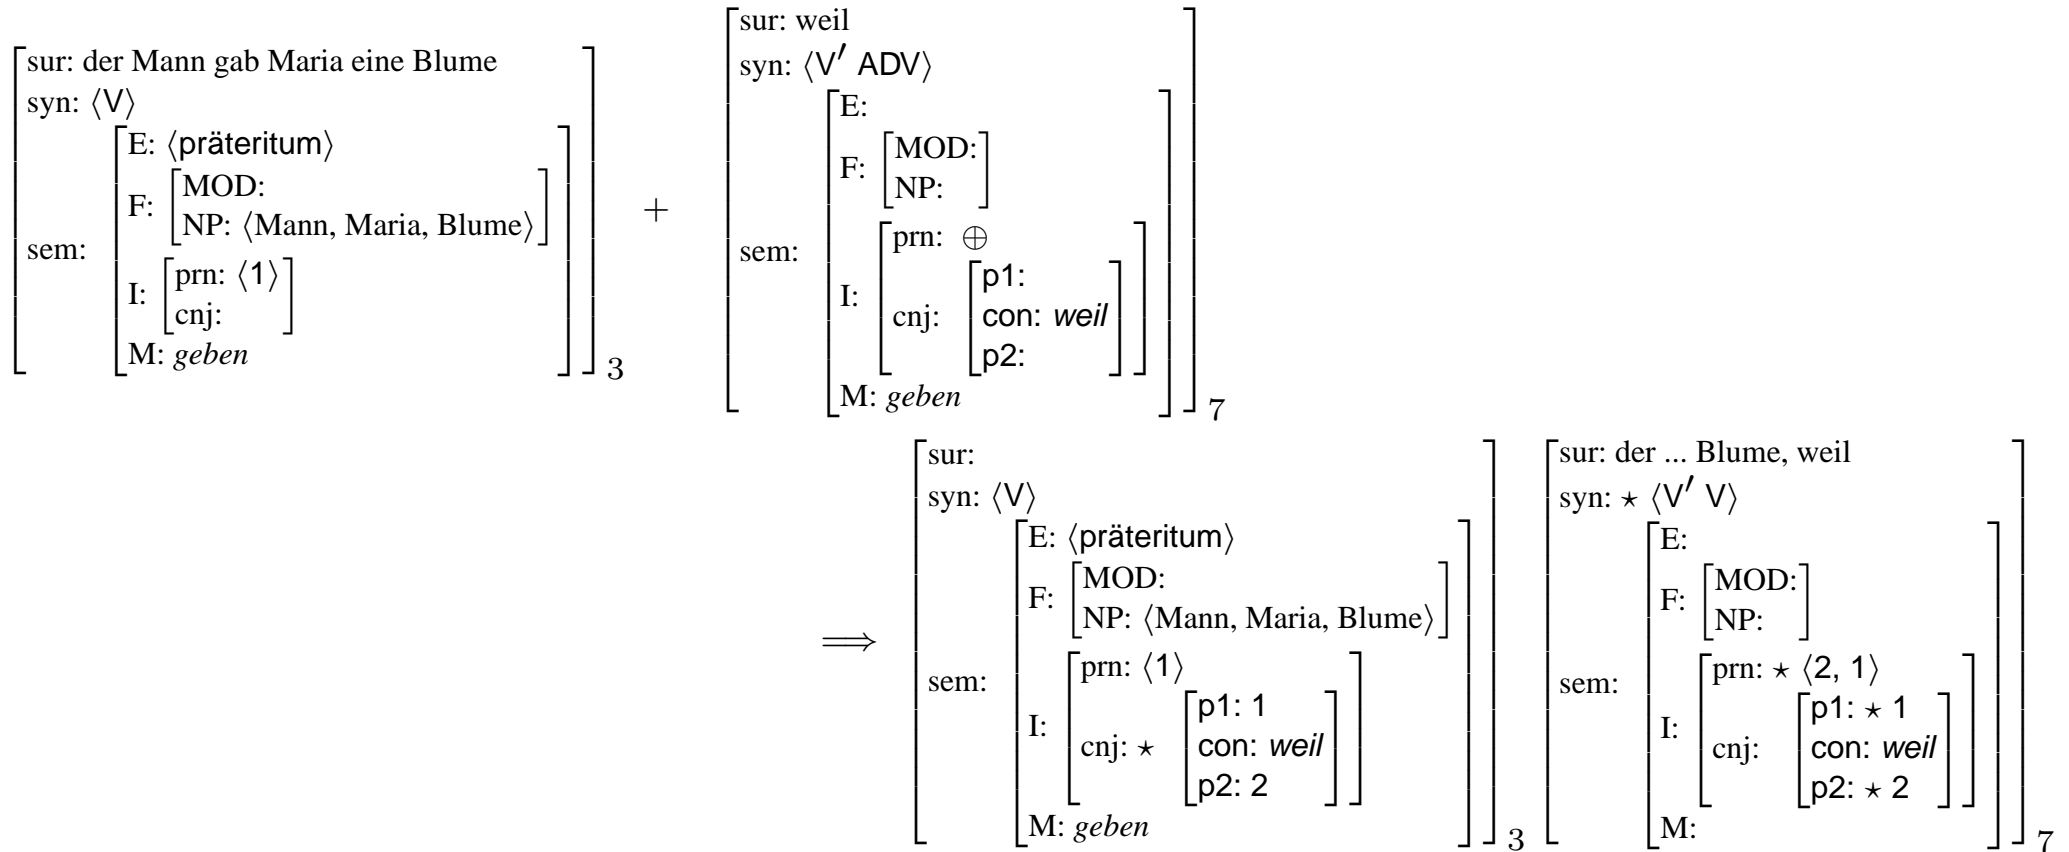 sur: der Mann gab Maria eine Blume
syn: ⟨V⟩
sem:
E: ⟨präteritum⟩
F:
MOD:
NP: ⟨Mann, Maria, Blume⟩
I:
prn: ⟨1⟩
cnj:
M: geben
3
+
sur: weil
syn: ⟨V′ ADV⟩
sem:
E:
F:
MOD:
NP:
I:
prn: ⊕
cnj:
p1:
con: weil
p2:
M: geben
7
⟹
sur:
syn: ⟨V⟩
sem:
E: ⟨präteritum⟩
F:
MOD:
NP: ⟨Mann, Maria, Blume⟩
I:
prn: ⟨1⟩
cnj: ⋆
p1: 1
con: weil
p2: 2
M: geben
3
sur: der ... Blume, weil
syn: ⋆ ⟨V′ V⟩
sem:
E:
F:
MOD:
NP:
I:
prn: ⋆ ⟨2, 1⟩
cnj:
p1: ⋆ 1
con: weil
p2: ⋆ 2
M:
7